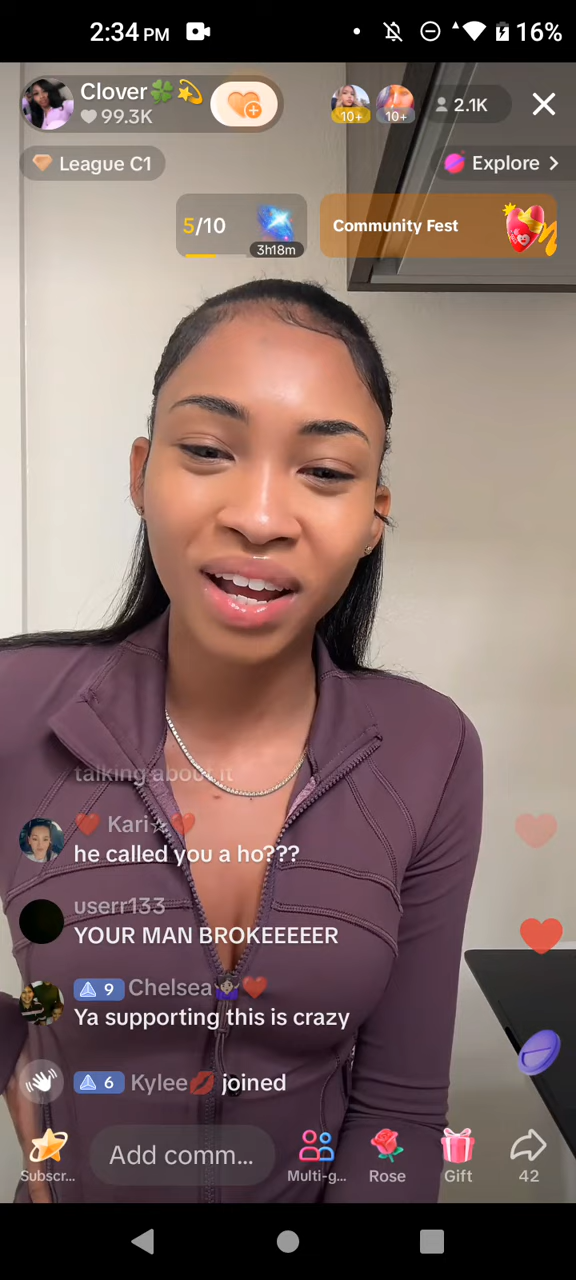 2:34 PM
16%
Clover🍀💫
99.3K
10+
10+
2.1K
League C1
Explore >
5/10
3h18m
Community Fest
talking about it
❤️ Kari☆❤️
he called you a ho???
userr133
YOUR MAN BROKEEEEER
9 Chelsea🤷🏽‍♀️❤️
Ya supporting this is crazy
6 Kylee💋 joined
Add comm...
Subscr...
Multi-g...
Rose
Gift
42